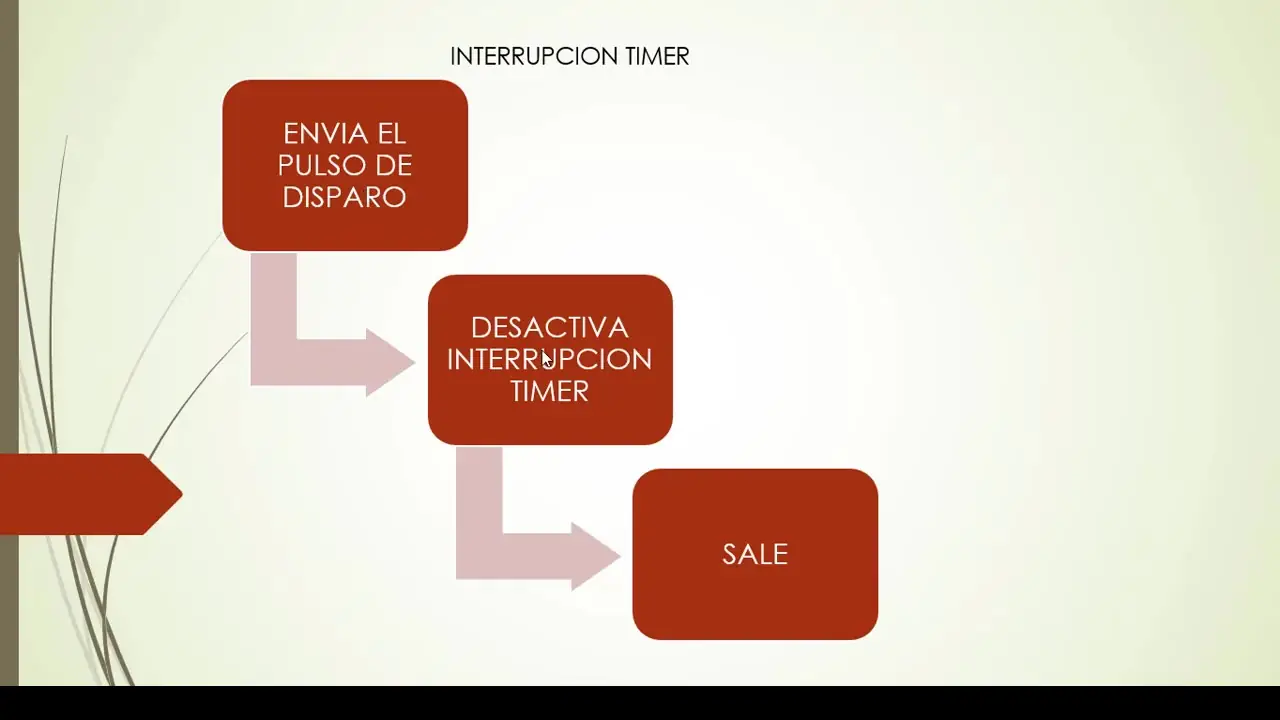 INTERRUPCION TIMER
ENVIA EL
PULSO DE
DISPARO
DESACTIVA
INTERRUPCION
TIMER
SALE